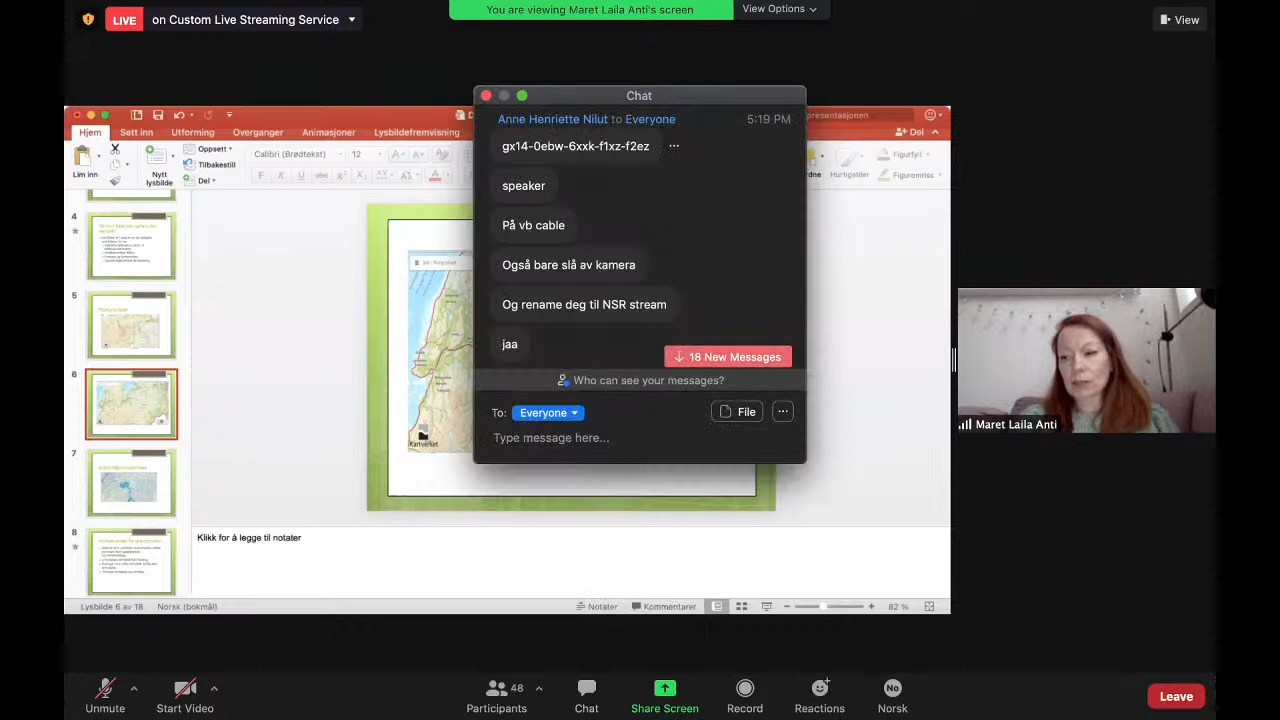 LIVE on Custom Live Streaming Service
You are viewing Maret Laila Anti's screen
View Options
View
Hjem Sett inn Utforming Overganger Animasjoner Lysbildefremvisning
Del
Lim inn
Nytt lysbilde
Oppsett
Tilbakestill
Del
Calibri (Brødtekst) 12
Hurtigstiler
Figurfyll
Figuromriss
4
5
6
7
8
Kartverket
Klikk for å legge til notater
Lysbilde 6 av 18 Norsk (bokmål)
Notater Kommentarer 82 %
Chat
Anne Henriette Nilut to Everyone 5:19 PM
speaker
På vb cable
Også bare slå av kamera
Og rename deg til NSR stream
jaa
18 New Messages
Who can see your messages?
To: Everyone File
Type message here...
Maret Laila Anti
Unmute
Start Video
48
Participants
Chat
Share Screen
Record
Reactions
No
Norsk
Leave